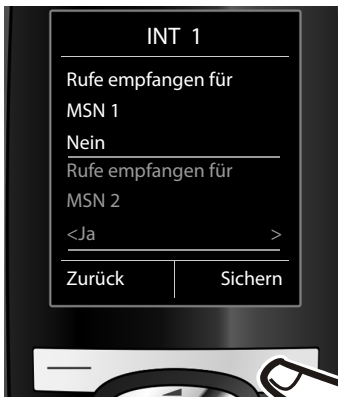 INT 1
Rufe empfangen für
MSN 1
Nein
Rufe empfangen für
MSN 2
<Ja >
Zurück Sichern